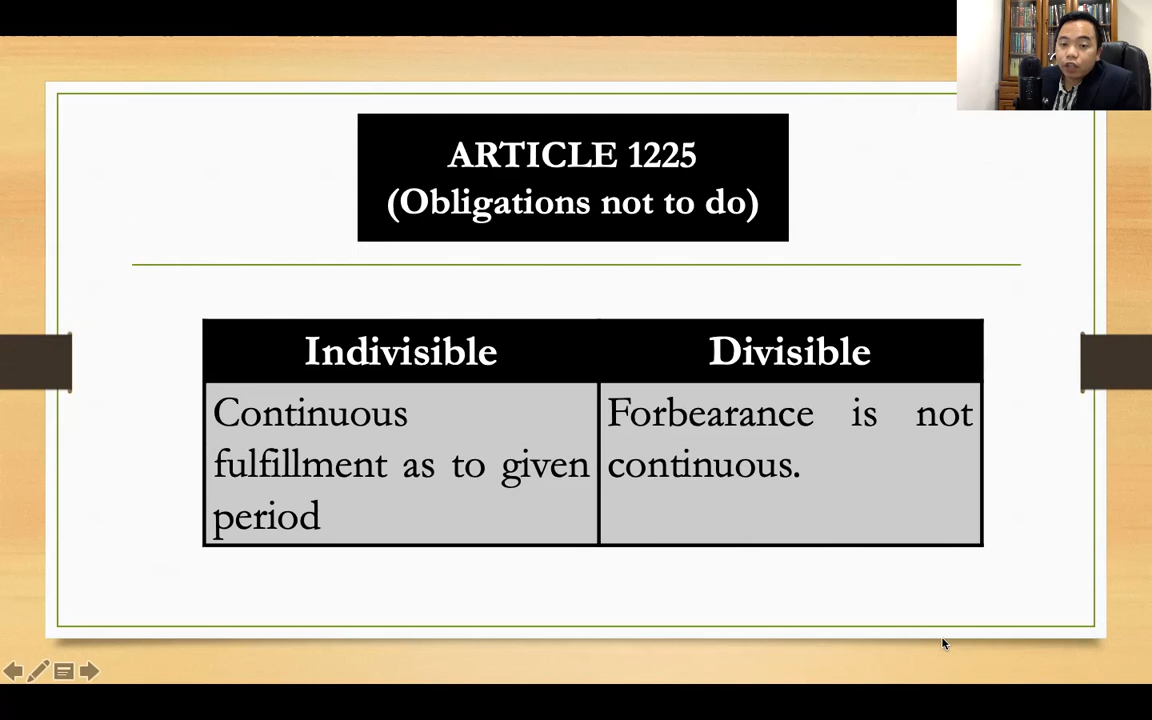 ARTICLE 1225
(Obligations not to do)
Indivisible
Divisible
Continuous
fulfillment as to given
period
Forbearance is not
continuous.